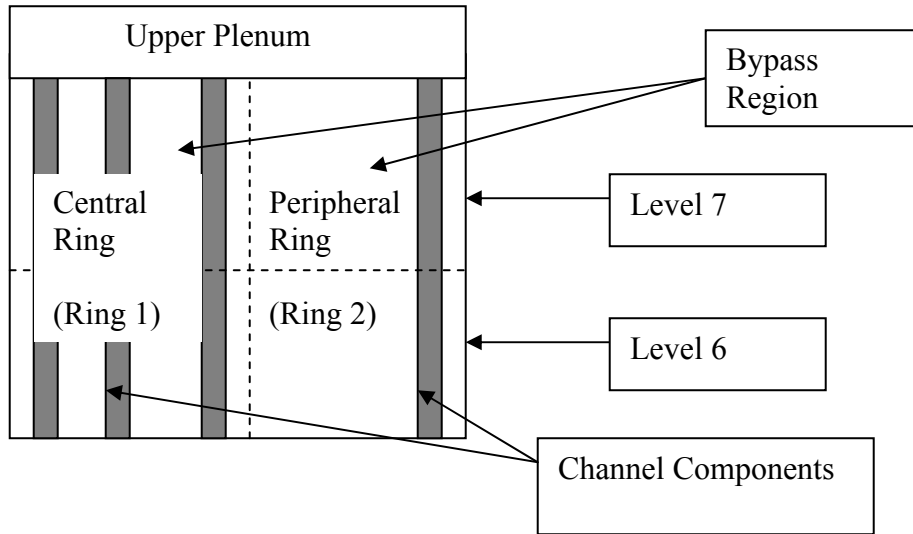 Upper Plenum
Bypass
Region
Central
Ring
(Ring 1)
Peripheral
Ring
(Ring 2)
Level 7
Level 6
Channel Components